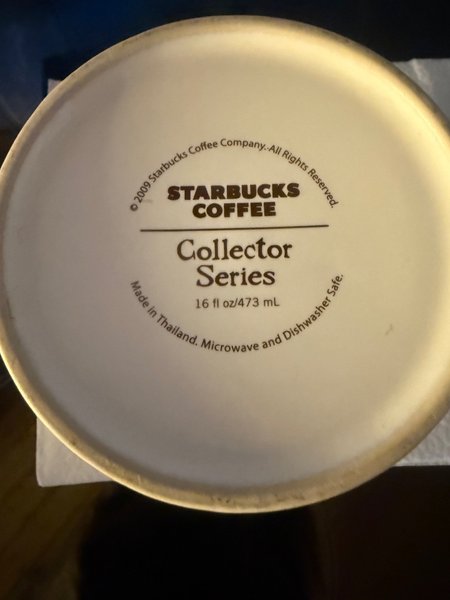 © 2009 Starbucks Coffee Company. All Rights Reserved.
STARBUCKS
COFFEE
Collector
Series
16 fl oz/473 mL
Made in Thailand. Microwave and Dishwasher Safe.